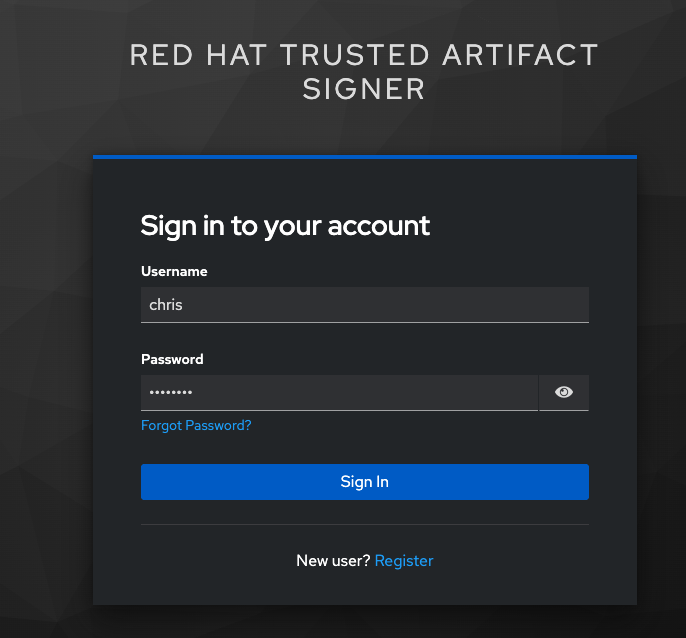 RED HAT TRUSTED ARTIFACT
SIGNER
Sign in to your account
Username
chris
Password
••••••••
Forgot Password?
Sign In
New user? Register